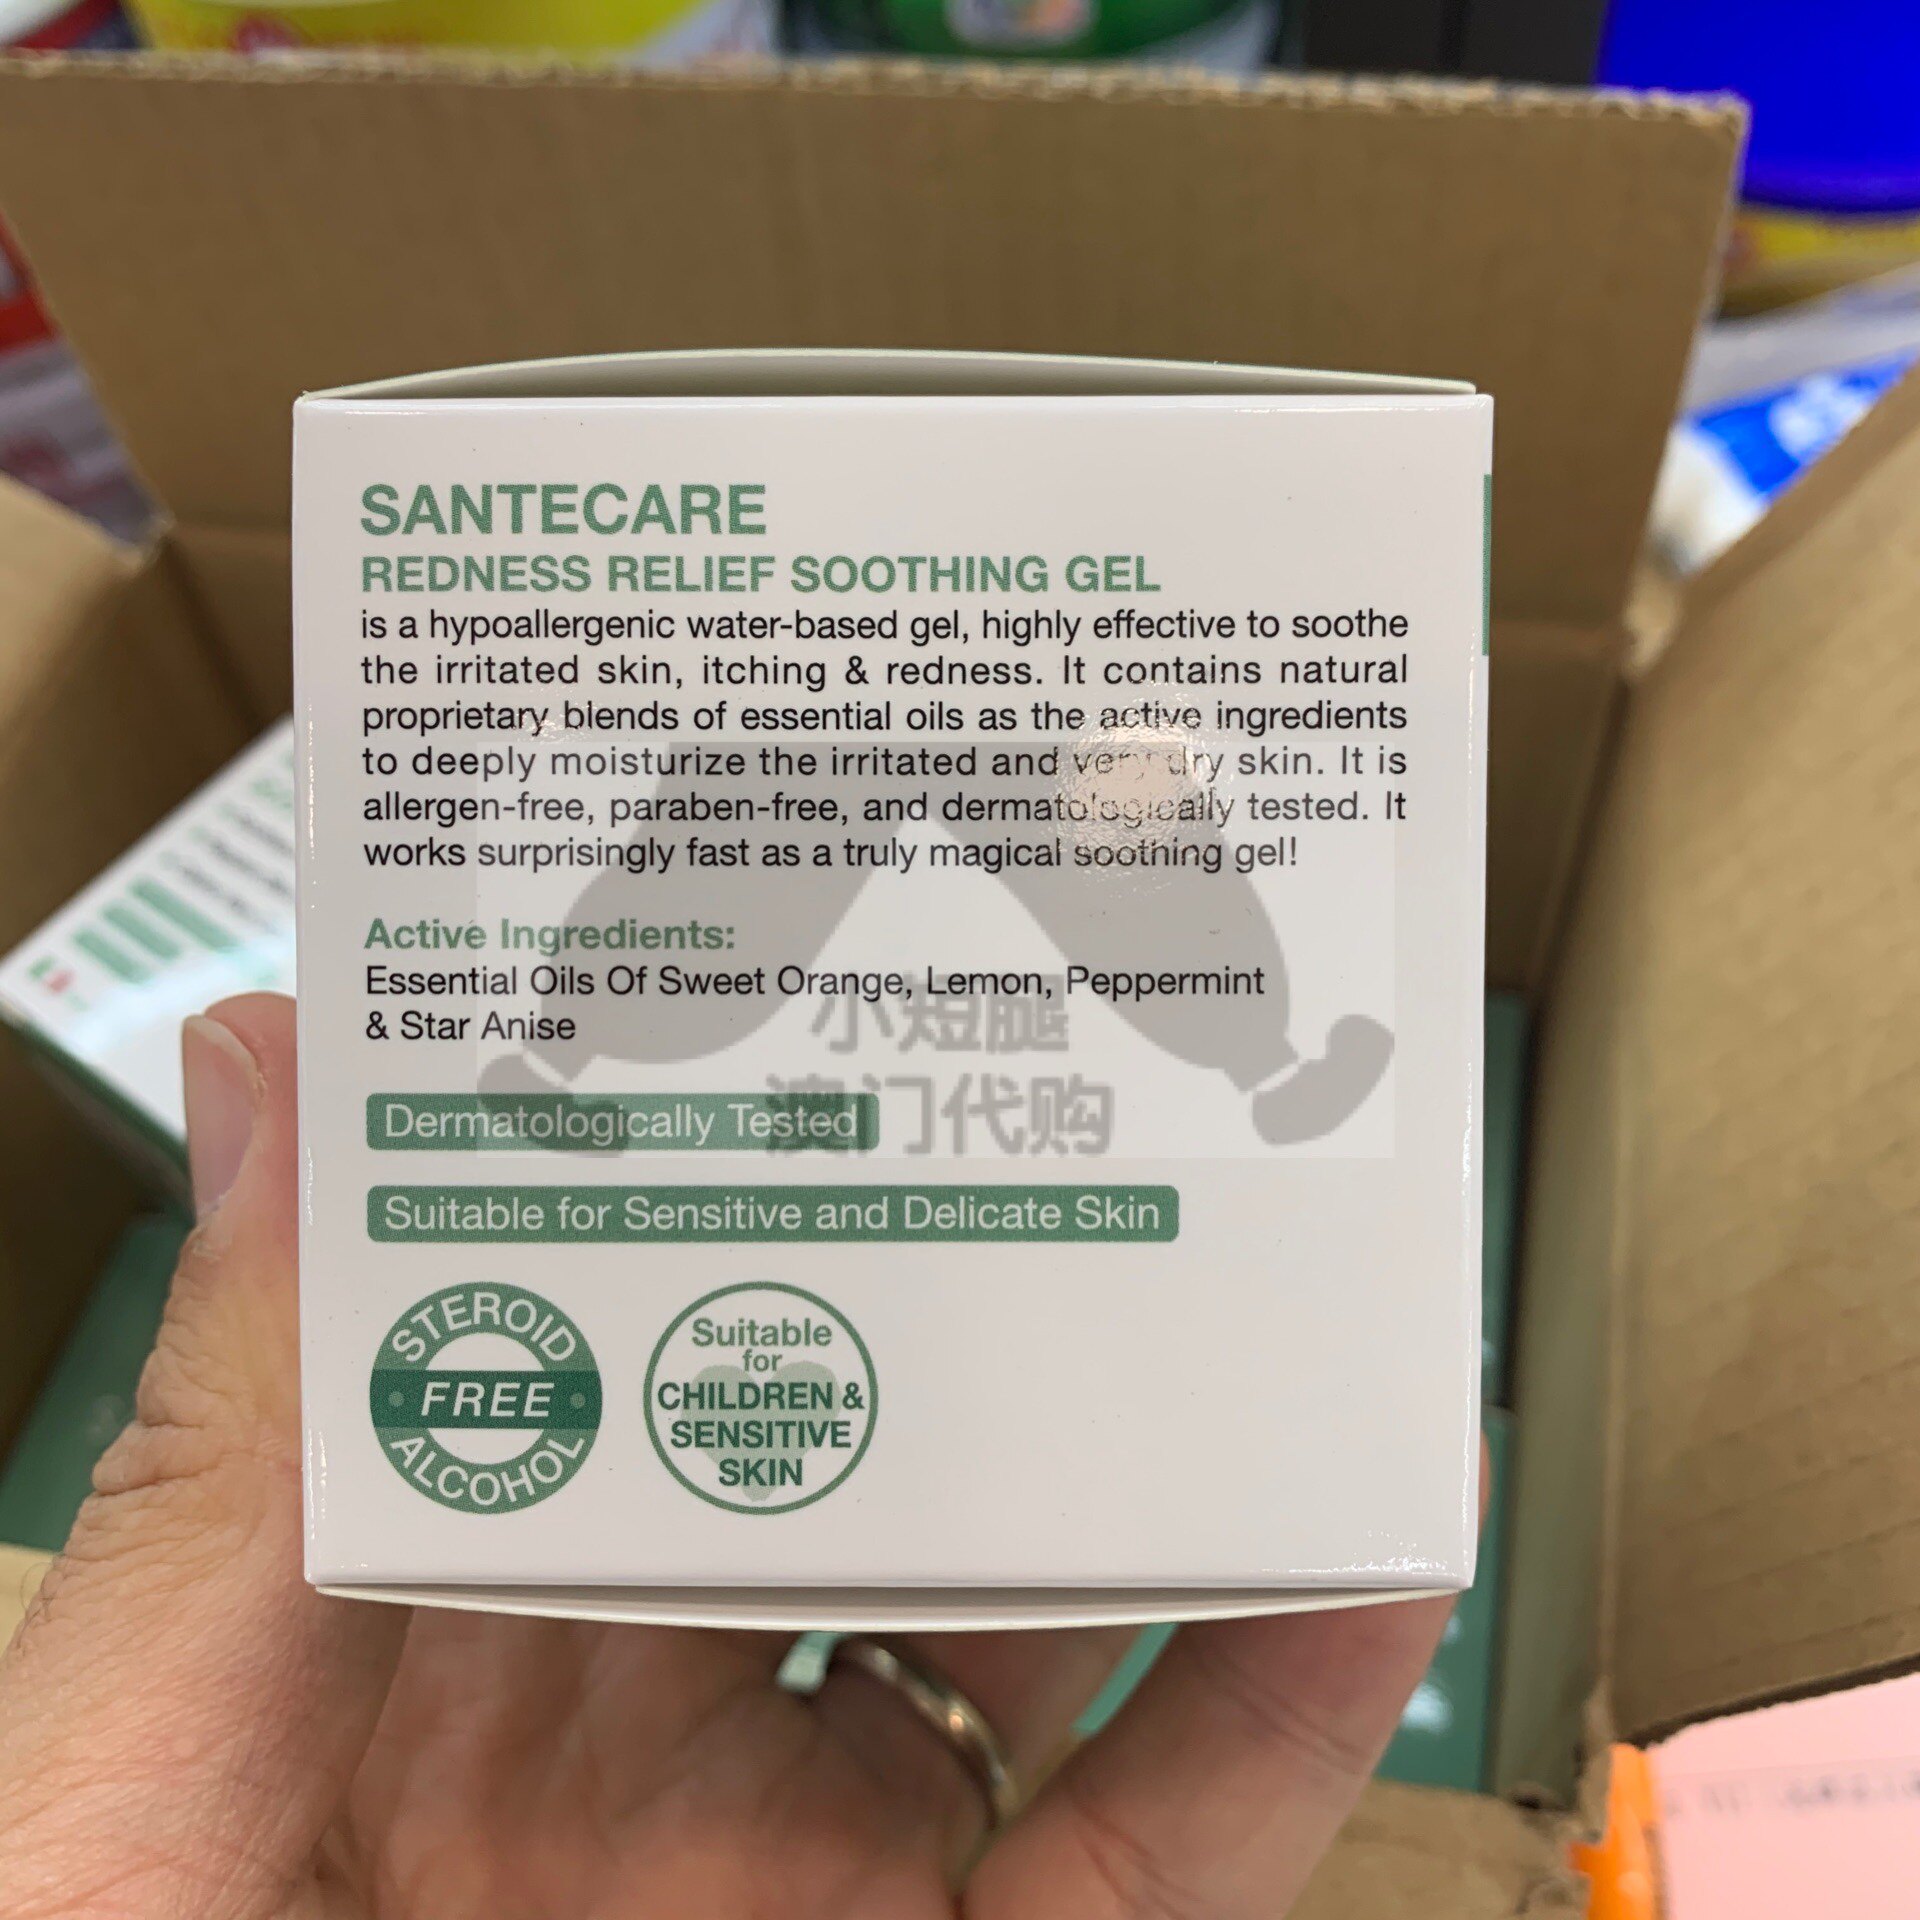 SANTECARE
REDNESS RELIEF SOOTHING GEL
is a hypoallergenic water-based gel, highly effective to soothe
the irritated skin, itching & redness. It contains natural
proprietary blends of essential oils as the active ingredients
to deeply moisturize the irritated and very dry skin. It is
allergen-free, paraben-free, and dermatologically tested. It
works surprisingly fast as a truly magical soothing gel!
Active Ingredients:
Essential Oils Of Sweet Orange, Lemon, Peppermint
& Star Anise
小短腿
澳门代购
Dermatologically Tested
Suitable for Sensitive and Delicate Skin
STEROID
FREE
ALCOHOL
Suitable
for
CHILDREN &
SENSITIVE
SKIN